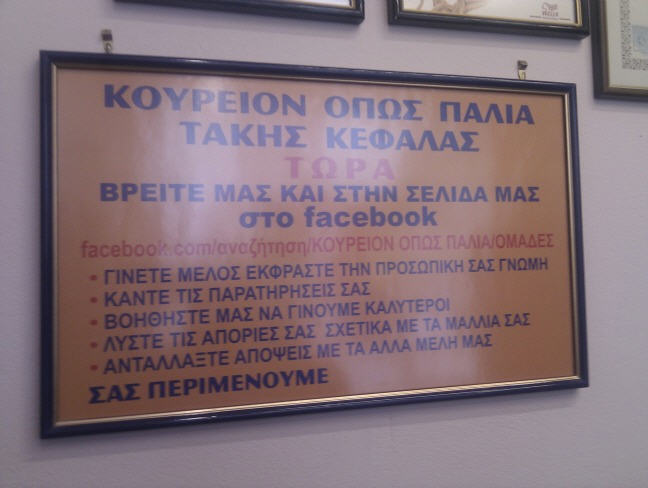 ΚΟΥΡΕΙΟΝ ΟΠΩΣ ΠΑΛΙΑ
ΤΑΚΗΣ ΚΕΦΑΛΑΣ
ΤΩΡΑ
ΒΡΕΙΤΕ ΜΑΣ ΚΑΙ ΣΤΗΝ ΣΕΛΙΔΑ ΜΑΣ
στο facebook
facebook.com/αναζήτηση/ΚΟΥΡΕΙΟΝ ΟΠΩΣ ΠΑΛΙΑ/ΟΜΑΔΕΣ
• ΓΙΝΕΤΕ ΜΕΛΟΣ ΕΚΦΡΑΣΤΕ ΤΗΝ ΠΡΟΣΩΠΙΚΗ ΣΑΣ ΓΝΩΜΗ
• ΚΑΝΤΕ ΤΙΣ ΠΑΡΑΤΗΡΗΣΕΙΣ ΣΑΣ
• ΒΟΗΘΗΣΤΕ ΜΑΣ ΝΑ ΓΙΝΟΥΜΕ ΚΑΛΥΤΕΡΟΙ
• ΛΥΣΤΕ ΤΙΣ ΑΠΟΡΙΕΣ ΣΑΣ ΣΧΕΤΙΚΑ ΜΕ ΤΑ ΜΑΛΛΙΑ ΣΑΣ
• ΑΝΤΑΛΛΑΞΤΕ ΑΠΟΨΕΙΣ ΜΕ ΤΑ ΑΛΛΑ ΜΕΛΗ ΜΑΣ
ΣΑΣ ΠΕΡΙΜΕΝΟΥΜΕ